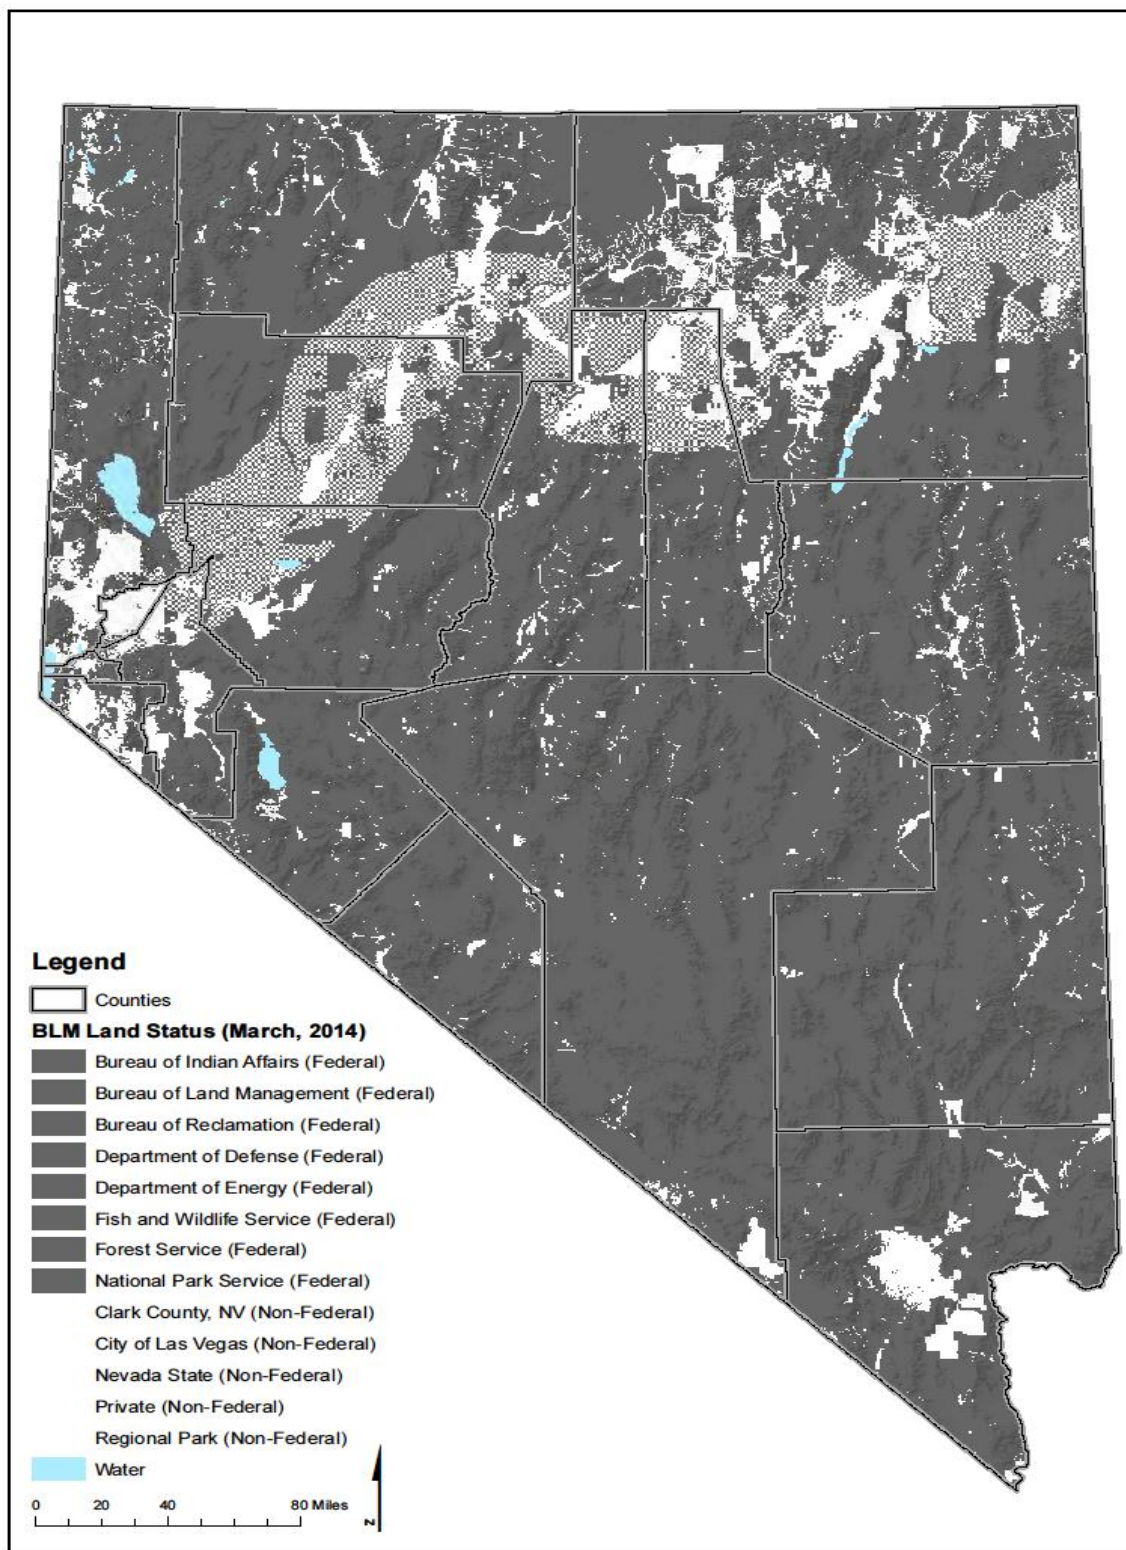 Legend
Counties
BLM Land Status (March, 2014)
Bureau of Indian Affairs (Federal)
Bureau of Land Management (Federal)
Bureau of Reclamation (Federal)
Department of Defense (Federal)
Department of Energy (Federal)
Fish and Wildlife Service (Federal)
Forest Service (Federal)
National Park Service (Federal)
Clark County, NV (Non-Federal)
City of Las Vegas (Non-Federal)
Nevada State (Non-Federal)
Private (Non-Federal)
Regional Park (Non-Federal)
Water
0 20 40 80 Miles
N